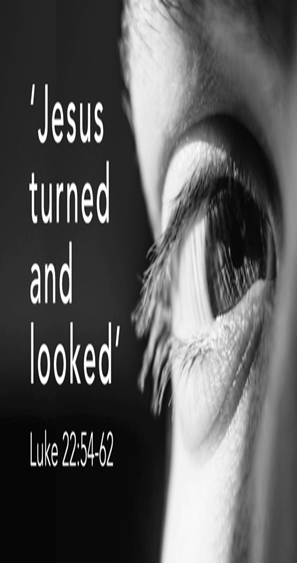 ‘Jesus
turned
and
looked’
Luke 22:54-62